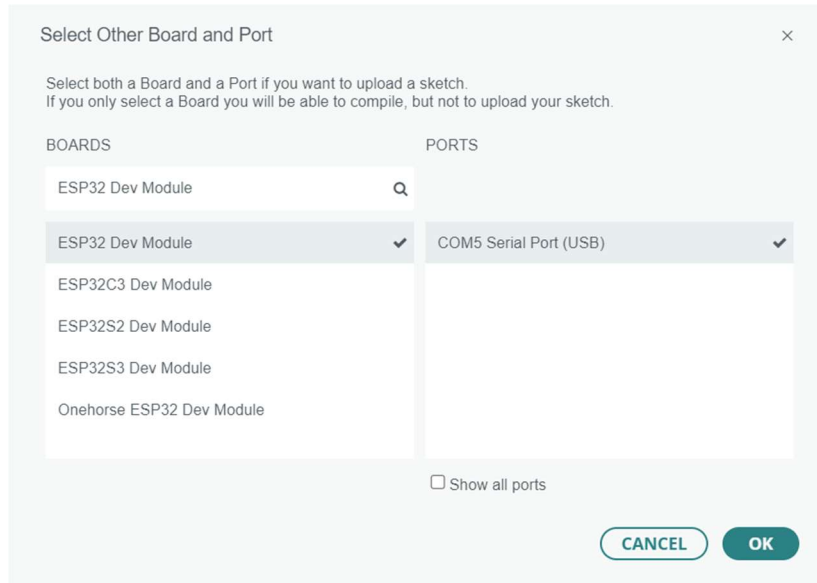 Select Other Board and Port
Select both a Board and a Port if you want to upload a sketch.
If you only select a Board you will be able to compile, but not to upload your sketch.
BOARDS
PORTS
ESP32 Dev Module
ESP32 Dev Module
COM5 Serial Port (USB)
ESP32C3 Dev Module
ESP32S2 Dev Module
ESP32S3 Dev Module
Onehorse ESP32 Dev Module
Show all ports
CANCEL
OK